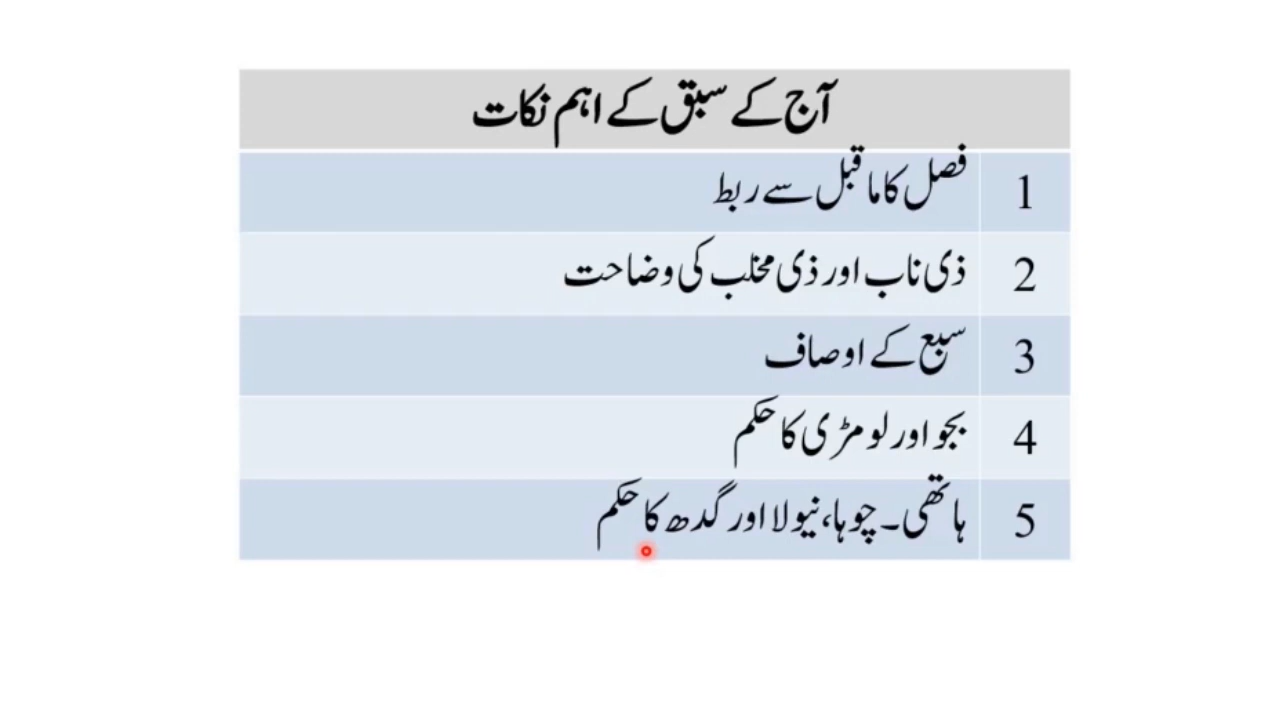 آج کے سبق کے اہم نکات
1 فصل کا ماقبل سے ربط
2 ذی ناب اور ذی مخلب کی وضاحت
3 سبع کے اوصاف
4 بجو اور لومڑی کا حکم
5 ہاتھی۔ چوہا، نیولا اور گدھ کا حکم